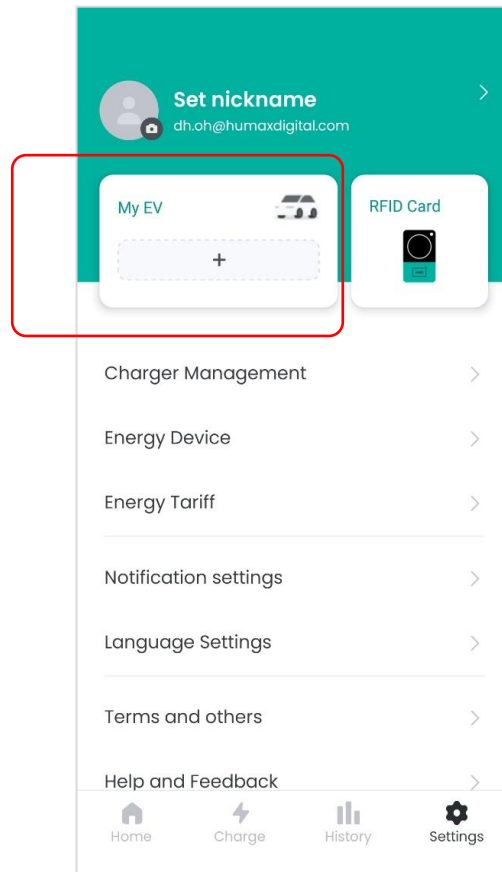 Set nickname
dh.oh@humaxdigital.com
My EV
RFID Card
+
Charger Management
Energy Device
Energy Tariff
Notification settings
Language Settings
Terms and others
Help and Feedback
Home Charge History Settings